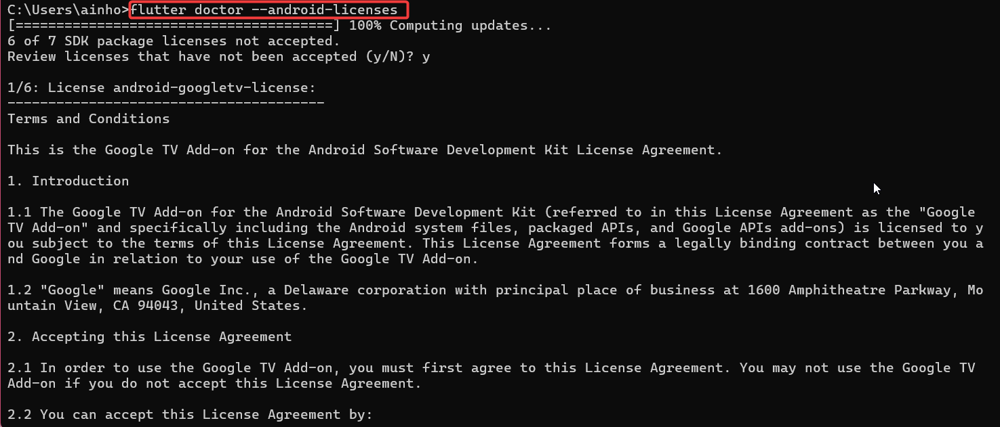 C:\Users\ainho>flutter doctor --android-licenses
[=======================================] 100% Computing updates...
6 of 7 SDK package licenses not accepted.
Review licenses that have not been accepted (y/N)? y
1/6: License android-googletv-license:
---------------------------------------
Terms and Conditions
This is the Google TV Add-on for the Android Software Development Kit License Agreement.
1. Introduction
1.1 The Google TV Add-on for the Android Software Development Kit (referred to in this License Agreement as the "Google
TV Add-on" and specifically including the Android system files, packaged APIs, and Google APIs add-ons) is licensed to y
ou subject to the terms of this License Agreement. This License Agreement forms a legally binding contract between you a
nd Google in relation to your use of the Google TV Add-on.
1.2 "Google" means Google Inc., a Delaware corporation with principal place of business at 1600 Amphitheatre Parkway, Mo
untain View, CA 94043, United States.
2. Accepting this License Agreement
2.1 In order to use the Google TV Add-on, you must first agree to this License Agreement. You may not use the Google TV
Add-on if you do not accept this License Agreement.
2.2 You can accept this License Agreement by: